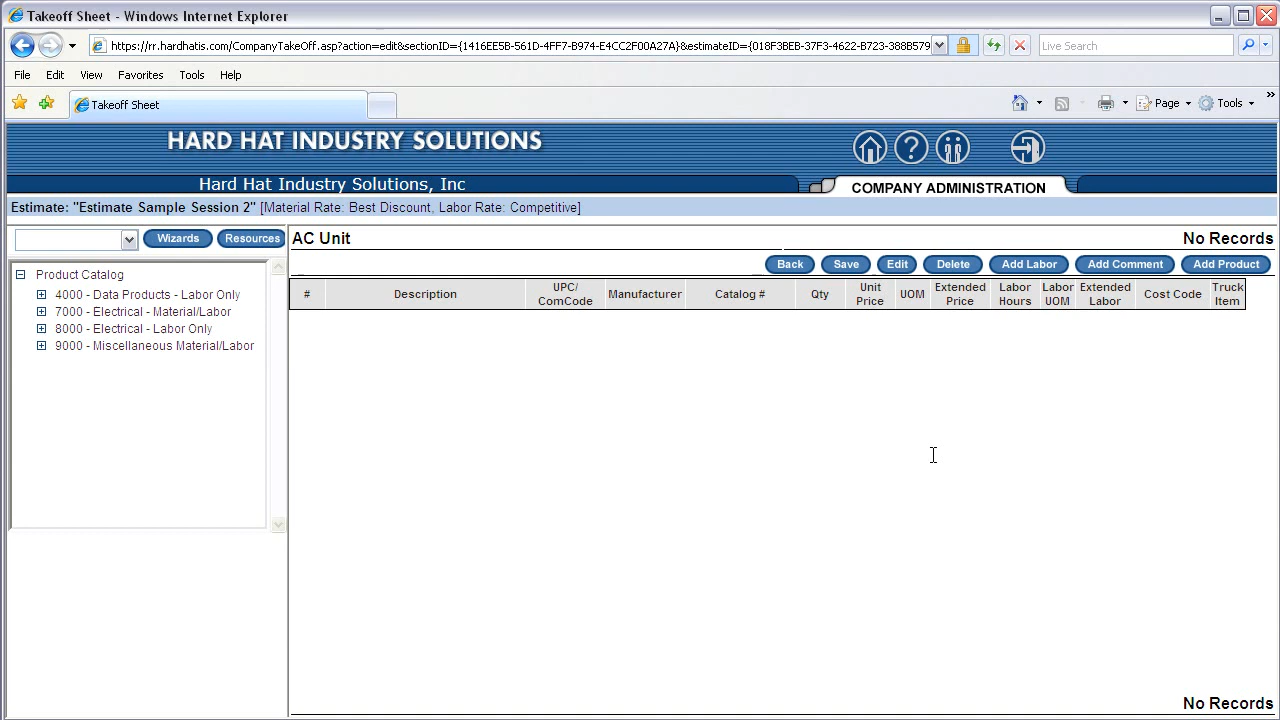 Takeoff Sheet - Windows Internet Explorer
https://rr.hardhatis.com/CompanyTakeOff.asp?action=edit&sectionID={1416EE5B-561D-4FF7-B974-E4CC2F00A27A}&estimateID={018F3BEB-37F3-4622-B723-388B579
Live Search
File Edit View Favorites Tools Help
Takeoff Sheet
Page Tools
HARD HAT INDUSTRY SOLUTIONS
Hard Hat Industry Solutions, Inc
COMPANY ADMINISTRATION
Estimate: "Estimate Sample Session 2" [Material Rate: Best Discount, Labor Rate: Competitive]
Wizards Resources
AC Unit No Records
Back Save Edit Delete Add Labor Add Comment Add Product
Product Catalog
4000 - Data Products - Labor Only
7000 - Electrical - Material/Labor
8000 - Electrical - Labor Only
9000 - Miscellaneous Material/Labor
# Description UPC/ ComCode Manufacturer Catalog # Qty Unit Price UOM Extended Price Labor Hours Labor UOM Extended Labor Cost Code Truck Item
No Records